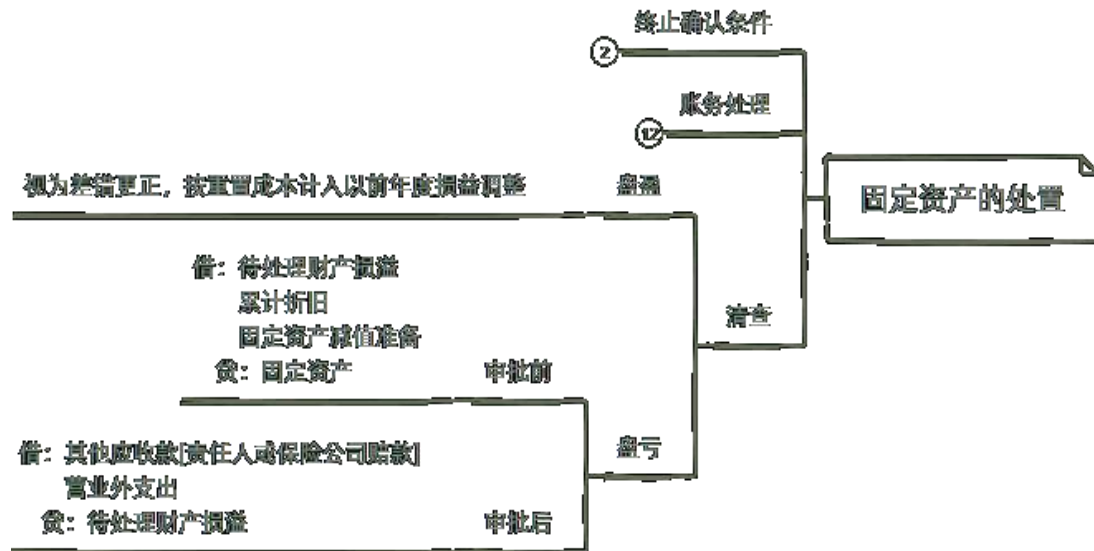 终止确认条件
2
账务处理
12
固定资产的处置
视为差错更正，按重置成本计入以前年度损益调整
盘盈
借：待处理财产损溢
累计折旧
固定资产减值准备
贷：固定资产
审批前
清查
盘亏
借：其他应收款[责任人或保险公司赔款]
营业外支出
贷：待处理财产损溢
审批后